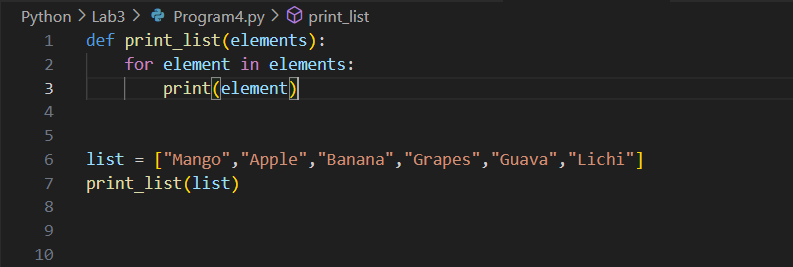 Python > Lab3 > Program4.py > print_list
1 def print_list(elements):
2     for element in elements:
3         print(element)
4
5
6 list = ["Mango","Apple","Banana","Grapes","Guava","Lichi"]
7 print_list(list)
8
9
10